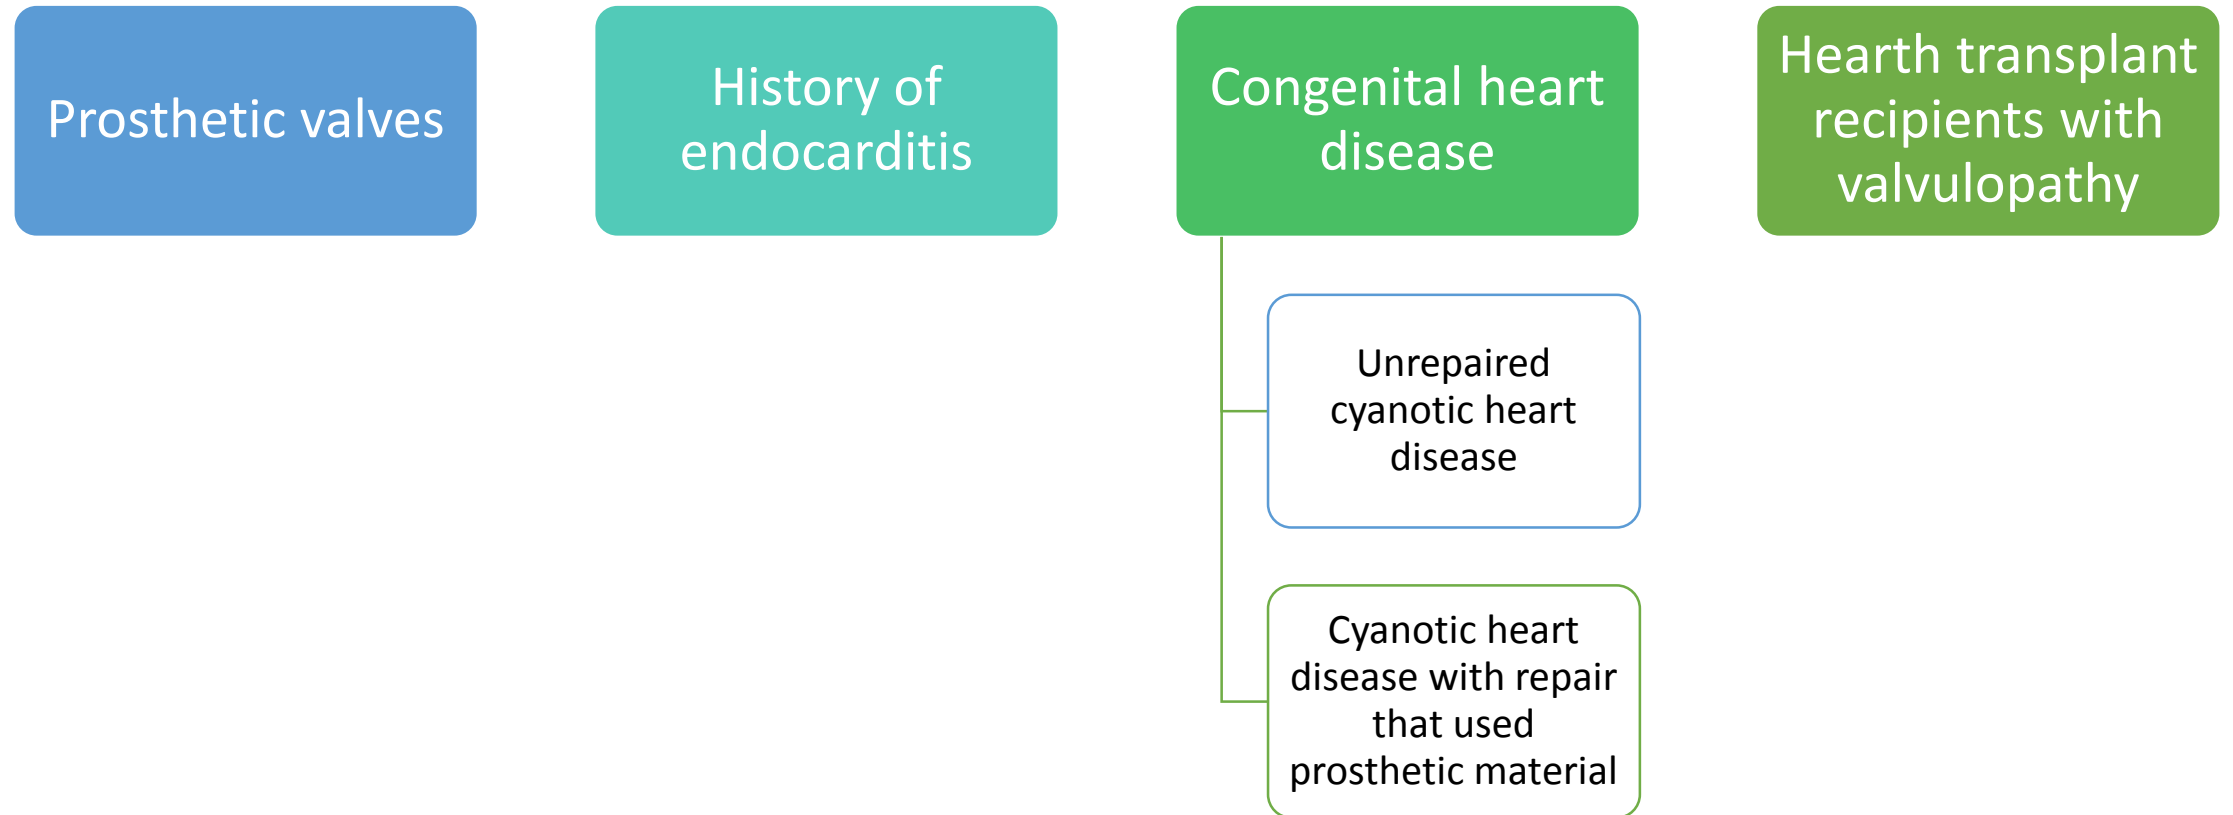 Prosthetic valves
History of
endocarditis
Congenital heart
disease
Hearth transplant
recipients with
valvulopathy
Unrepaired
cyanotic heart
disease
Cyanotic heart
disease with repair
that used
prosthetic material